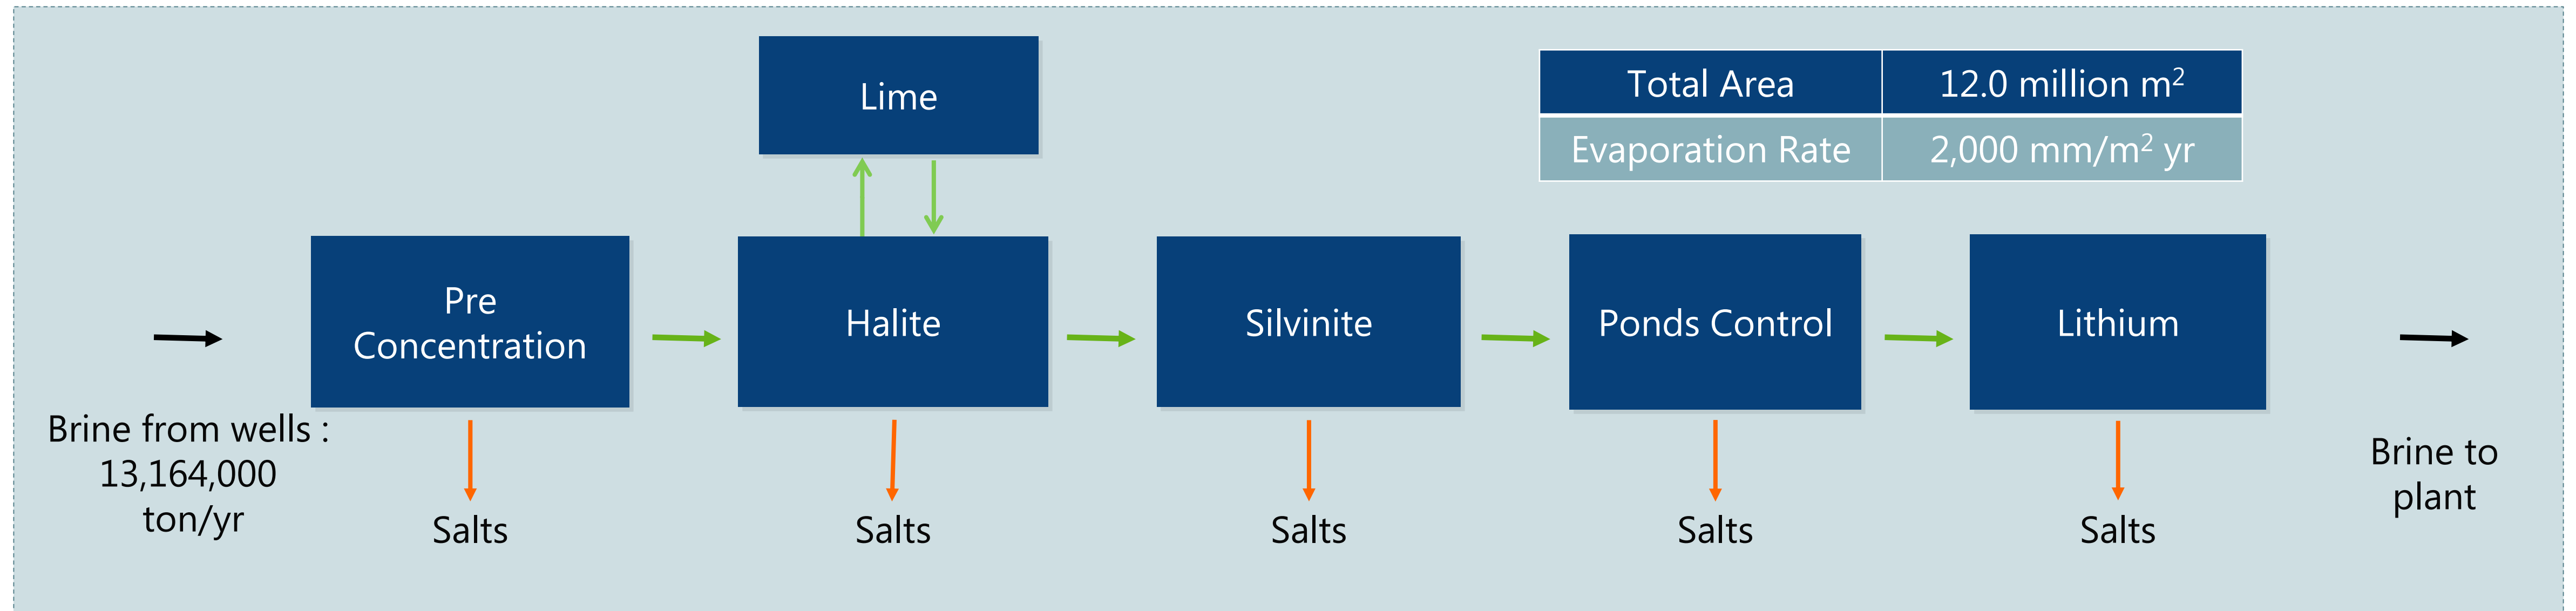 Lime
Total Area 12.0 million m²
Evaporation Rate 2,000 mm/m² yr
Pre
Concentration
Halite
Silvinite
Ponds Control
Lithium
Brine from wells :
13,164,000
ton/yr
Salts
Salts
Salts
Salts
Salts
Brine to
plant